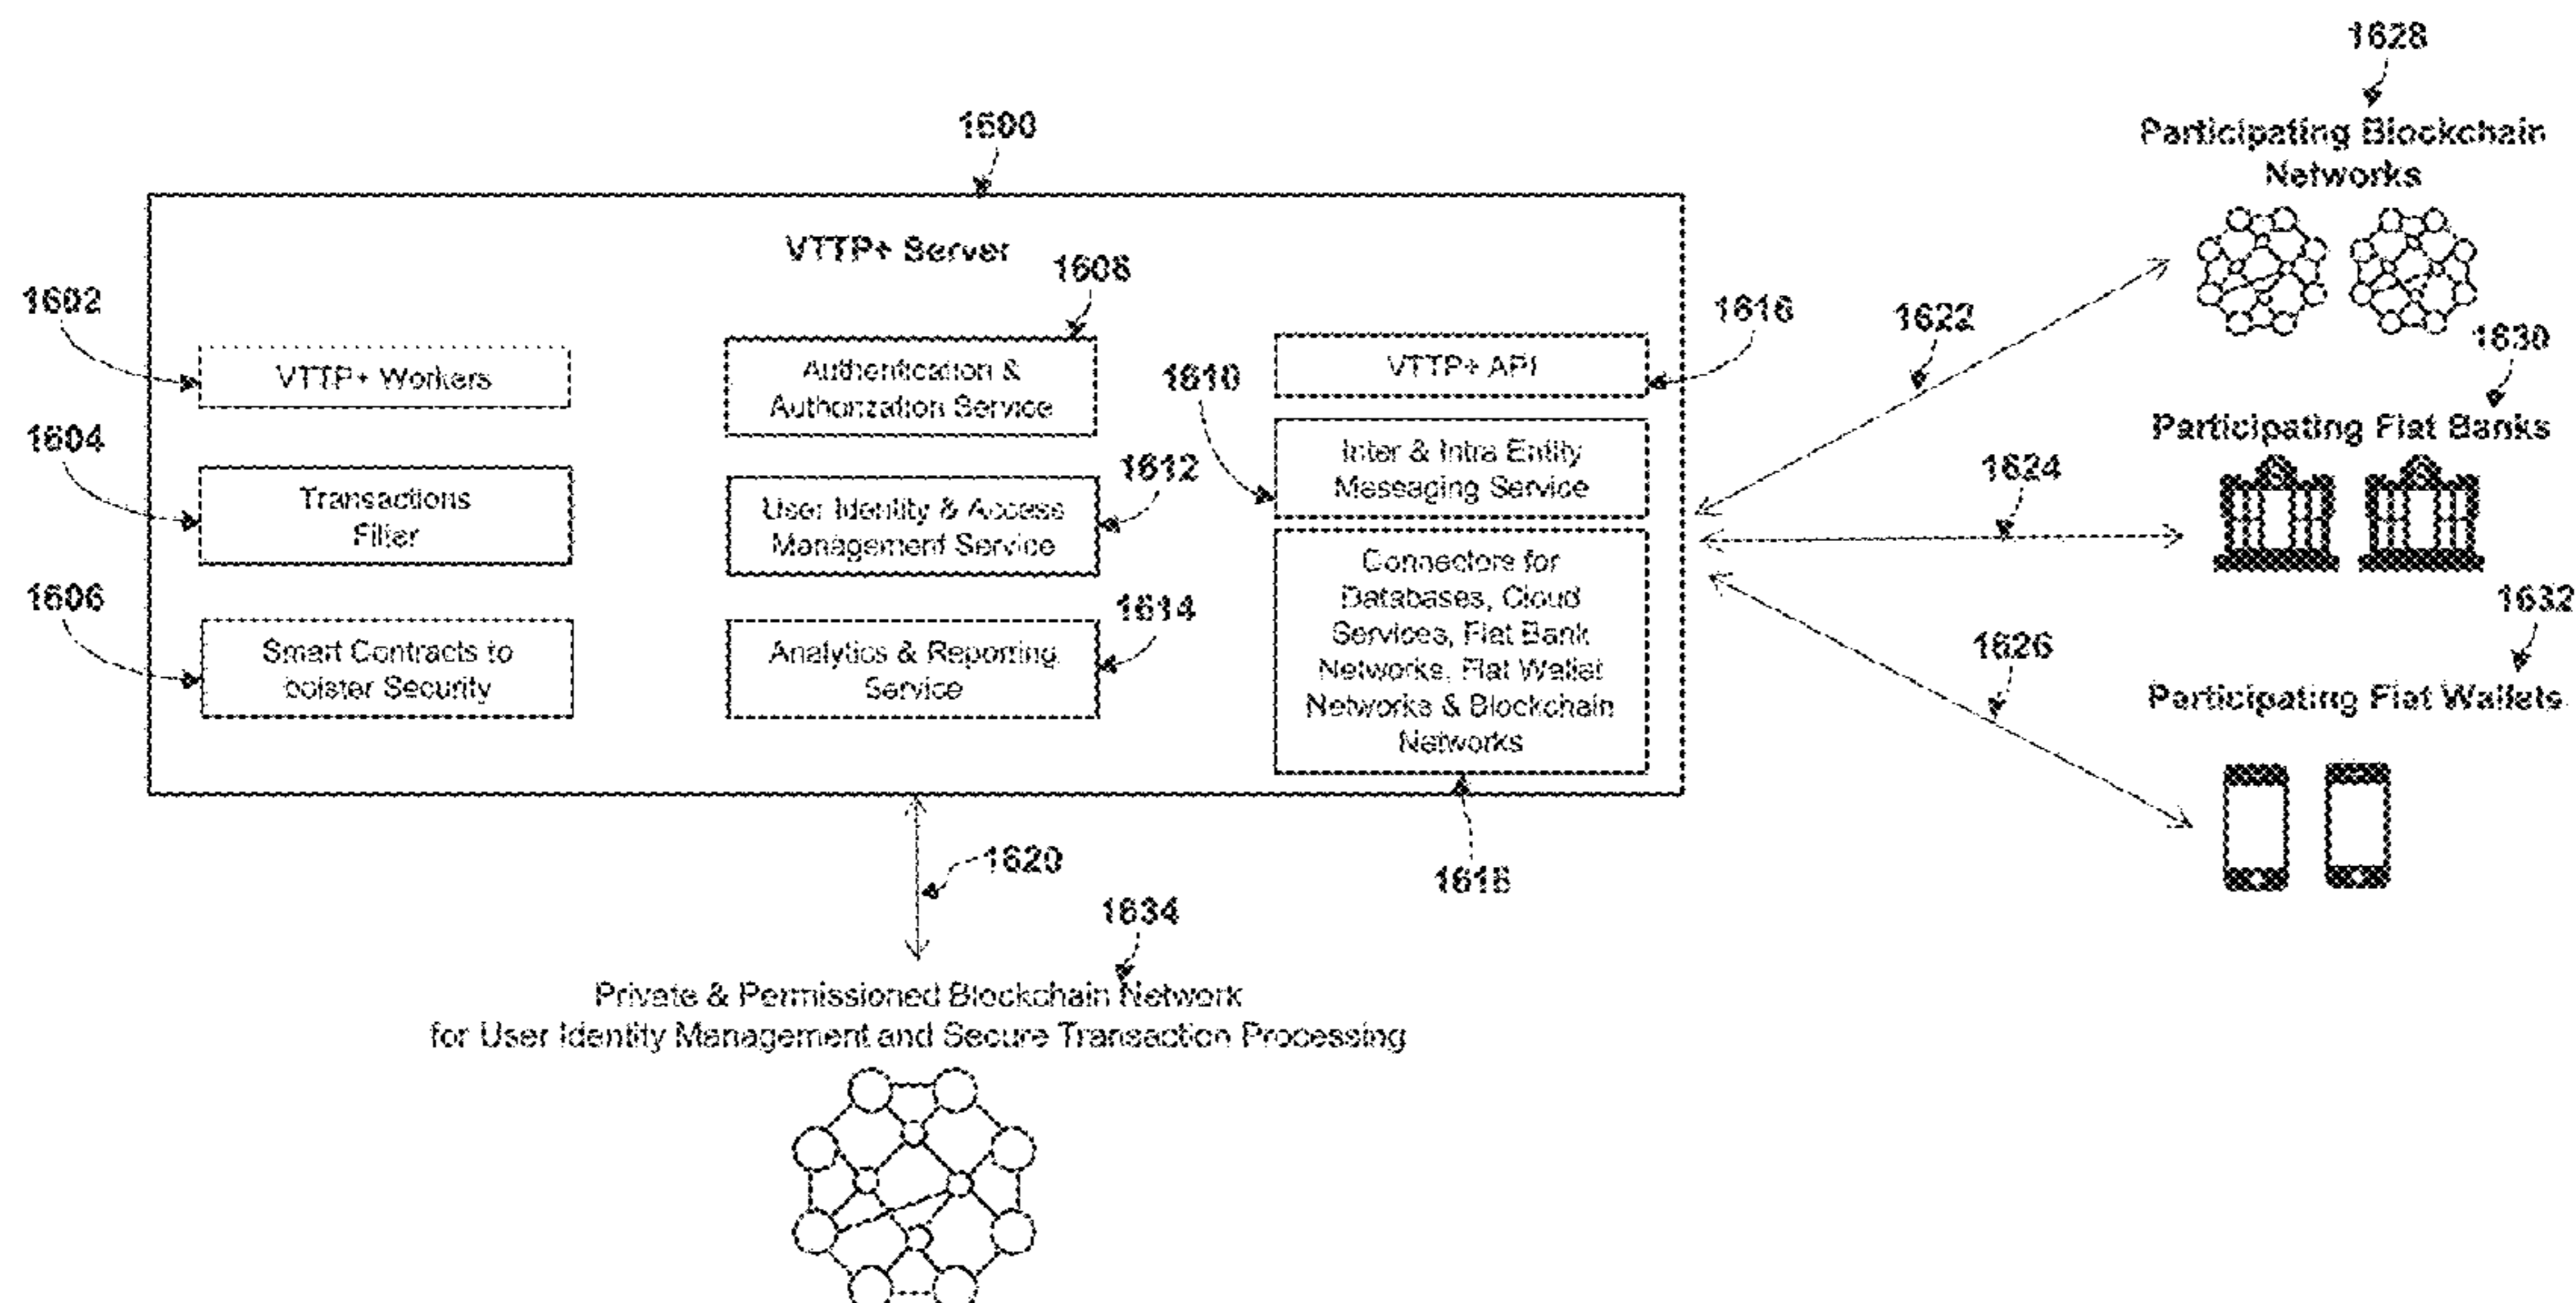 1628
Participating Blockchain
Networks
1600
VTTP+ Server
1608
1602
VTTP+ Workers
Authentication &
Authorization Service
1610
VTTP+ API
1616
1622
1630
Participating Fiat Banks
1604
Transactions
Filter
1612
User Identity & Access
Management Service
Inter & Intra Entity
Messaging Service
1624
1606
Smart Contracts to
bolster Security
1614
Analytics & Reporting
Service
Connectors for
Databases, Cloud
Services, Fiat Bank
Networks, Fiat Wallet
Networks & Blockchain
Networks
1626
1632
Participating Fiat Wallets
1620
1618
1634
Private & Permissioned Blockchain Network
for User Identity Management and Secure Transaction Processing